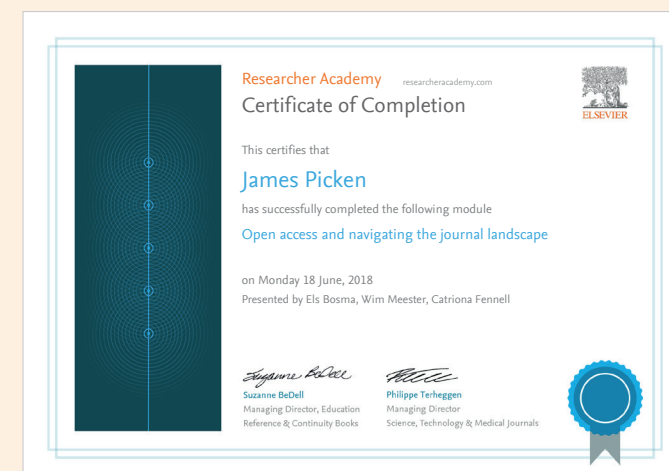 Researcher Academy researcheracademy.com
Certificate of Completion
ELSEVIER
This certifies that
James Picken
has successfully completed the following module
Open access and navigating the journal landscape
on Monday 18 June, 2018
Presented by Els Bosma, Wim Meester, Catriona Fennell
Suzanne BeDell
Suzanne BeDell
Managing Director, Education
Reference & Continuity Books
Philippe Terheggen
Managing Director
Science, Technology & Medical Journals